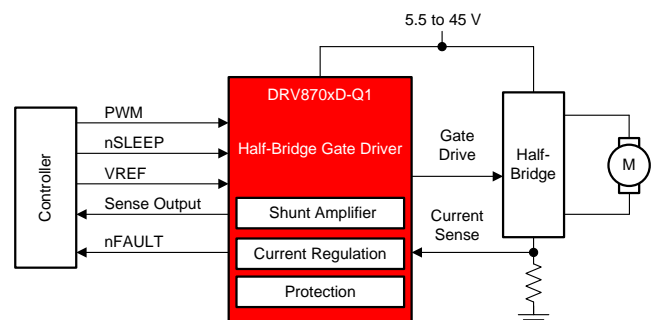 5.5 to 45 V
DRV870xD-Q1
Half-Bridge Gate Driver
Controller
PWM
nSLEEP
VREF
Sense Output
nFAULT
Shunt Amplifier
Current Regulation
Protection
Gate
Drive
Current
Sense
Half-
Bridge
M